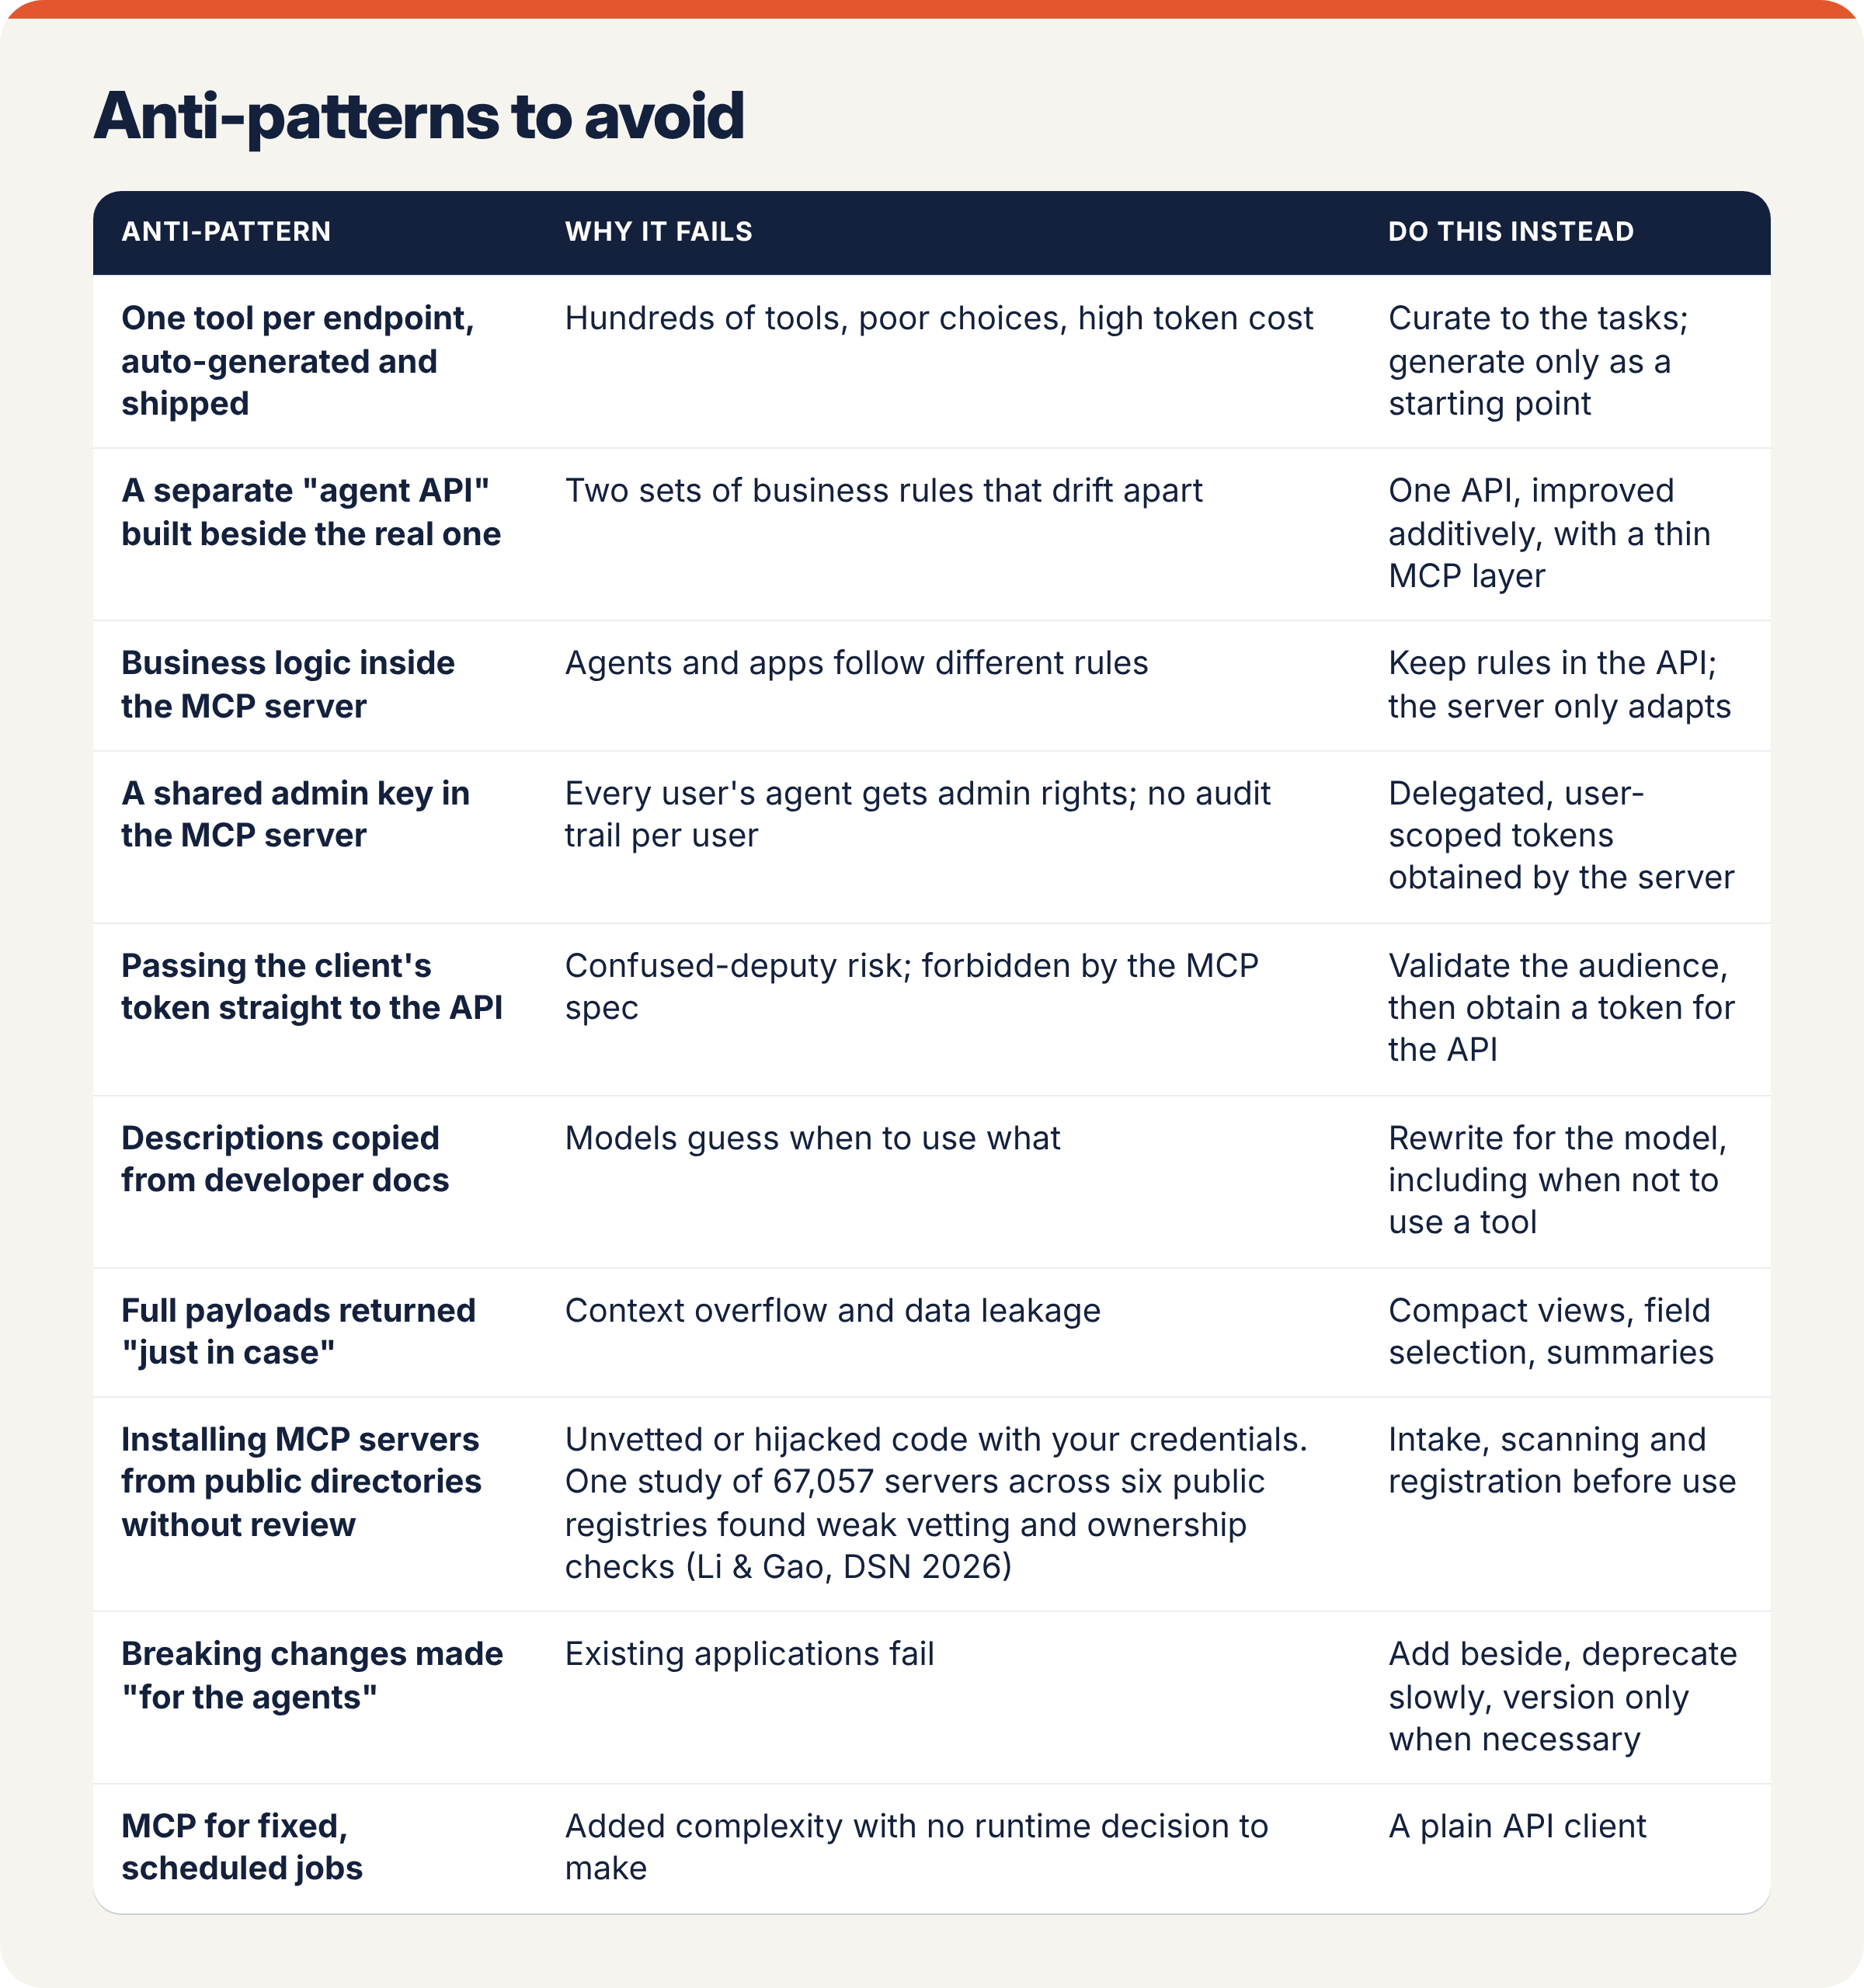 Anti-patterns to avoid
ANTI-PATTERN WHY IT FAILS DO THIS INSTEAD
One tool per endpoint, Hundreds of tools, poor choices, high token cost Curate to the tasks;
auto-generated and generate only as a
shipped starting point
A separate "agent API" Two sets of business rules that drift apart One API, improved
built beside the real one additively, with a thin
MCP layer
Business logic inside Agents and apps follow different rules Keep rules in the API;
the MCP server the server only adapts
A shared admin key in Every user's agent gets admin rights; no audit Delegated, user-
the MCP server trail per user scoped tokens
obtained by the server
Passing the client's Confused-deputy risk; forbidden by the MCP Validate the audience,
token straight to the API spec then obtain a token for
the API
Descriptions copied Models guess when to use what Rewrite for the model,
from developer docs including when not to
use a tool
Full payloads returned Context overflow and data leakage Compact views, field
"just in case" selection, summaries
Installing MCP servers Unvetted or hijacked code with your credentials. Intake, scanning and
from public directories One study of 67,057 servers across six public registration before use
without review registries found weak vetting and ownership
checks (Li & Gao, DSN 2026)
Breaking changes made Existing applications fail Add beside, deprecate
"for the agents" slowly, version only
when necessary
MCP for fixed, Added complexity with no runtime decision to A plain API client
scheduled jobs make